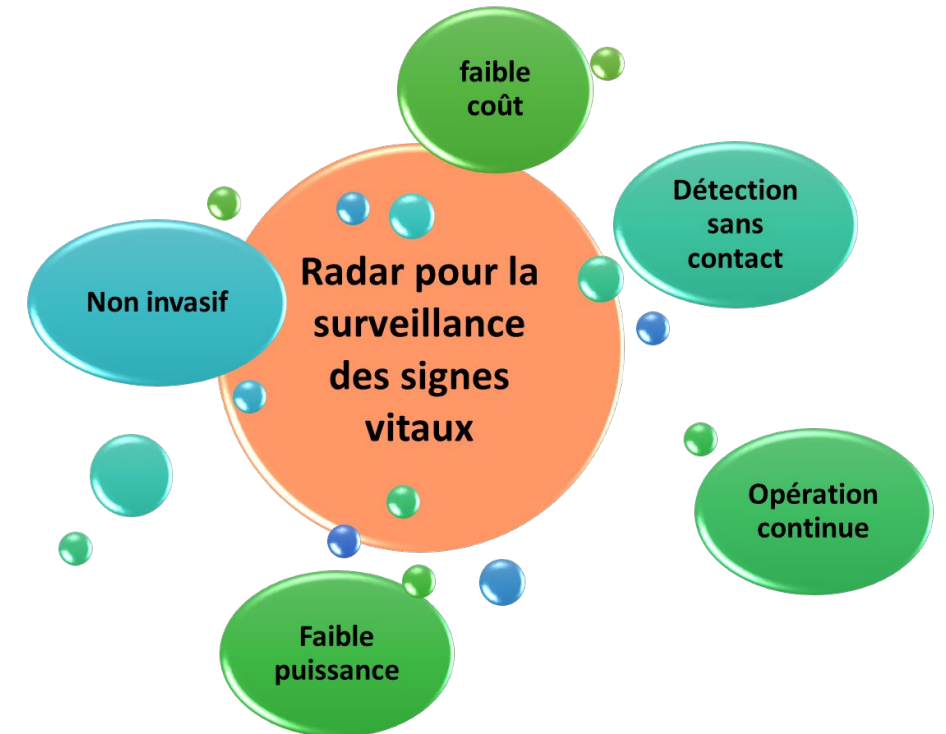 faible
coût
Détection
sans
contact
Non invasif
Radar pour la
surveillance
des signes
vitaux
Opération
continue
Faible
puissance